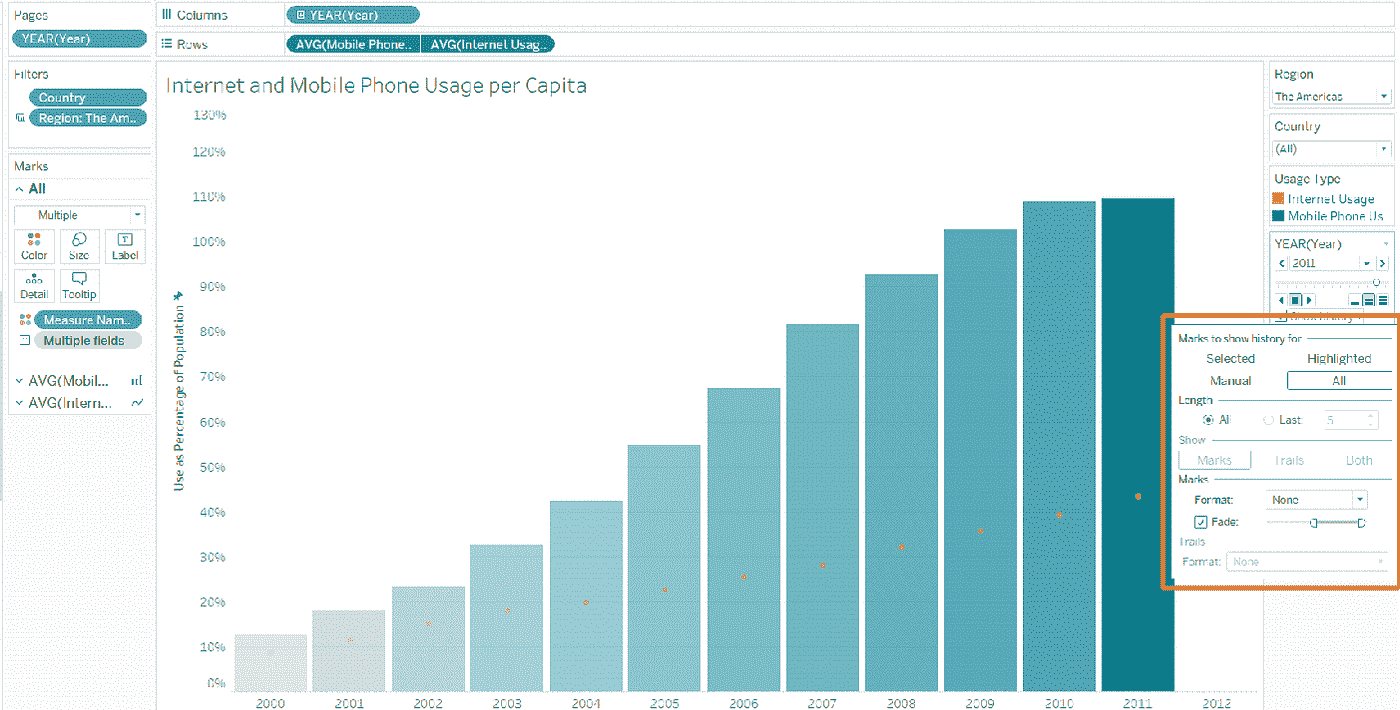 Pages
YEAR(Year)
Columns
YEAR(Year)
Rows
AVG(Mobile Phone..
AVG(Internet Usag..
Filters
Country
Region: The Am..
Marks
All
Multiple
Color
Size
Label
Detail
Tooltip
Measure Nam..
Multiple fields
AVG(Mobil...
AVG(Intern...
Internet and Mobile Phone Usage per Capita
Use as Percentage of Population
130%
120%
110%
100%
90%
80%
70%
60%
50%
40%
30%
20%
10%
0%
2000 2001 2002 2003 2004 2005 2006 2007 2008 2009 2010 2011 2012
Region
The Americas
Country
(All)
Usage Type
Internet Usage
Mobile Phone Us
YEAR(Year)
2011
Show history
Marks to show history for
Selected Highlighted
Manual All
Length
All Last: 5
Show
Marks Trails Both
Marks
Format: None
Fade:
Trails
Format: None